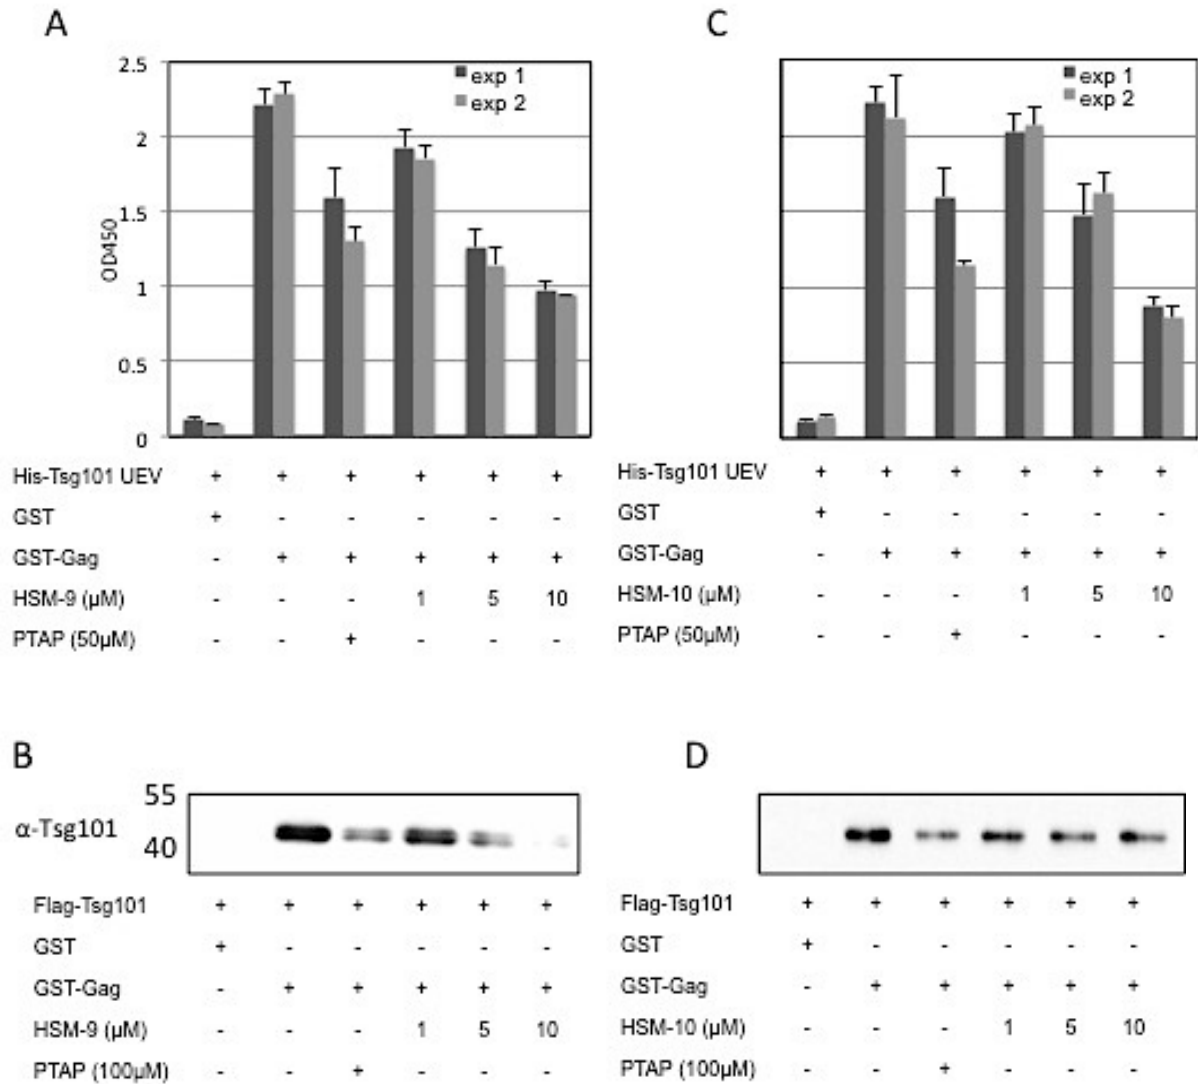 A
2.5
2
1.5
1
0.5
0
OD450
exp 1
exp 2
His-Tsg101 UEV + + + + + +
GST + - - - - -
GST-Gag - + + + + +
HSM-9 (µM) - - - 1 5 10
PTAP (50µM) - - + - - -
C
exp 1
exp 2
His-Tsg101 UEV + + + + + +
GST + - - - - -
GST-Gag - + + + + +
HSM-10 (µM) - - - 1 5 10
PTAP (50µM) - - + - - -
B
55
α-Tsg101
40
Flag-Tsg101 + + + + + +
GST + - - - - -
GST-Gag - + + + + +
HSM-9 (µM) - - - 1 5 10
PTAP (100µM) - - + - - -
D
Flag-Tsg101 + + + + + +
GST + - - - - -
GST-Gag - + + + + +
HSM-10 (µM) - - - 1 5 10
PTAP (100µM) - - + - - -